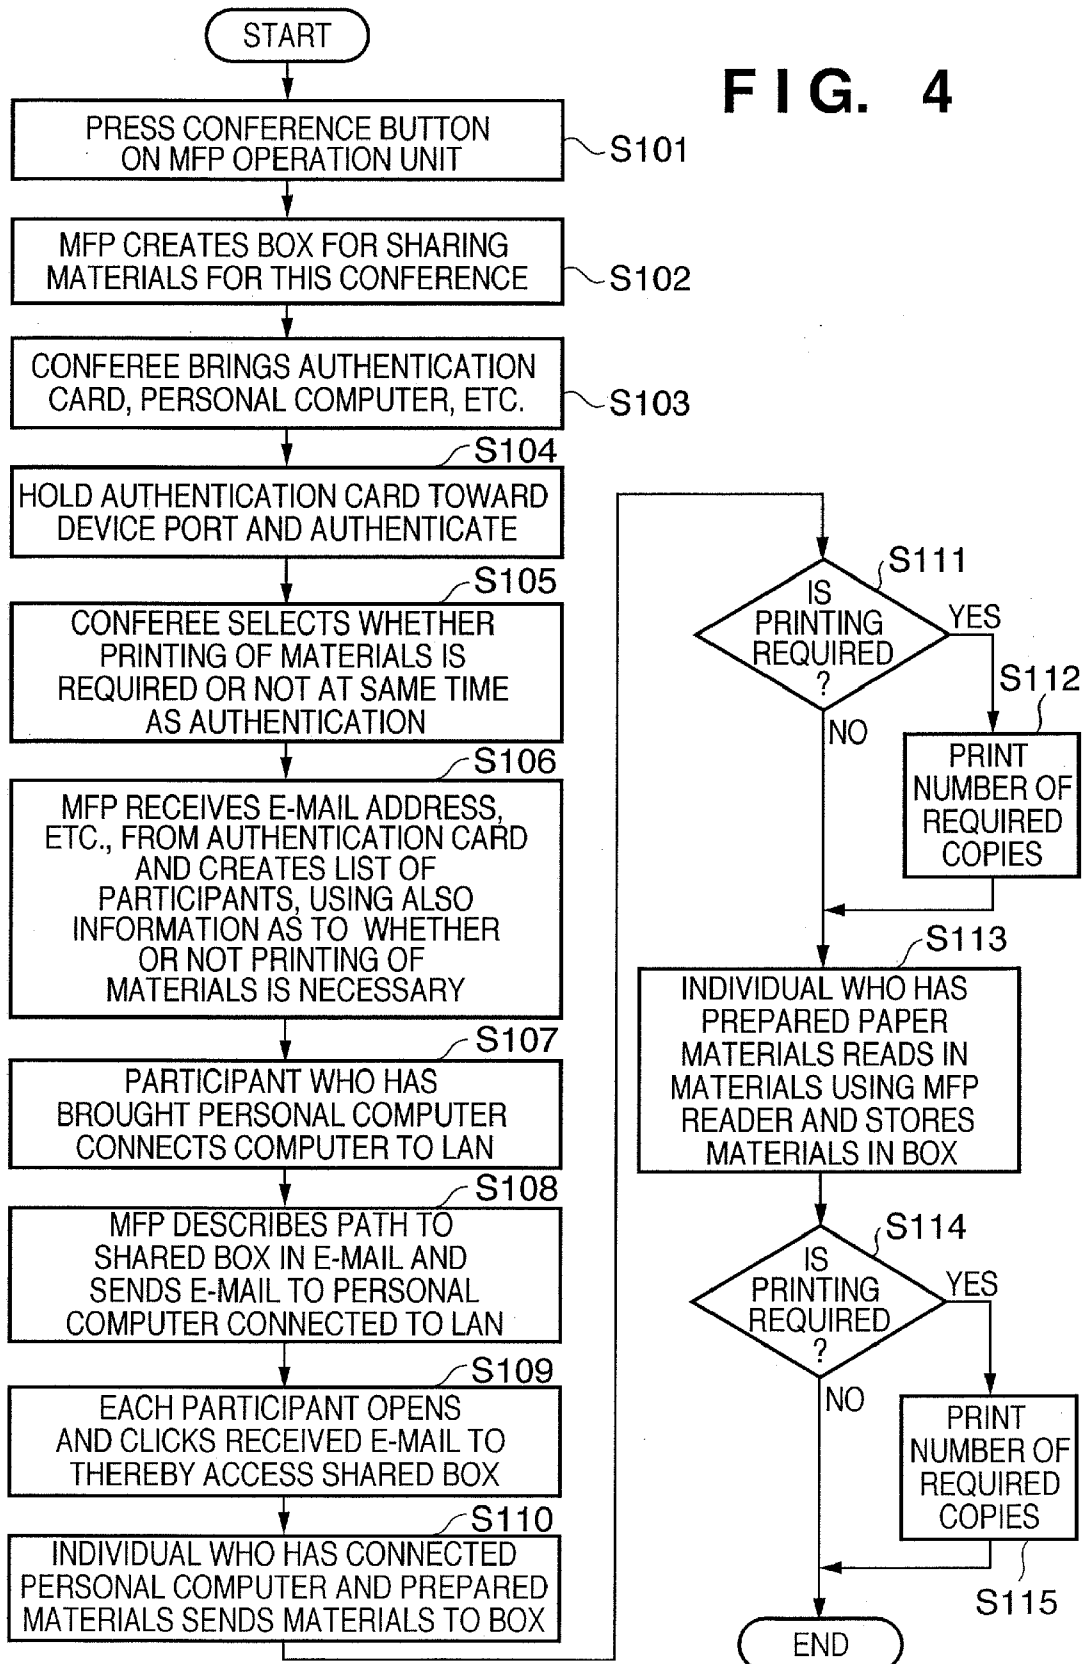 FIG. 4
START
PRESS CONFERENCE BUTTON
ON MFP OPERATION UNIT
S101
MFP CREATES BOX FOR SHARING
MATERIALS FOR THIS CONFERENCE
S102
CONFEREE BRINGS AUTHENTICATION
CARD, PERSONAL COMPUTER, ETC.
S103
S104
HOLD AUTHENTICATION CARD TOWARD
DEVICE PORT AND AUTHENTICATE
S105
CONFEREE SELECTS WHETHER
PRINTING OF MATERIALS IS
REQUIRED OR NOT AT SAME TIME
AS AUTHENTICATION
S106
MFP RECEIVES E-MAIL ADDRESS,
ETC., FROM AUTHENTICATION CARD
AND CREATES LIST OF
PARTICIPANTS, USING ALSO
INFORMATION AS TO WHETHER
OR NOT PRINTING OF
MATERIALS IS NECESSARY
S107
PARTICIPANT WHO HAS
BROUGHT PERSONAL COMPUTER
CONNECTS COMPUTER TO LAN
S108
MFP DESCRIBES PATH TO
SHARED BOX IN E-MAIL AND
SENDS E-MAIL TO PERSONAL
COMPUTER CONNECTED TO LAN
S109
EACH PARTICIPANT OPENS
AND CLICKS RECEIVED E-MAIL TO
THEREBY ACCESS SHARED BOX
S110
INDIVIDUAL WHO HAS CONNECTED
PERSONAL COMPUTER AND PREPARED
MATERIALS SENDS MATERIALS TO BOX
S111
IS
PRINTING
REQUIRED
?
YES
NO
S112
PRINT
NUMBER OF
REQUIRED
COPIES
S113
INDIVIDUAL WHO HAS
PREPARED PAPER
MATERIALS READS IN
MATERIALS USING MFP
READER AND STORES
MATERIALS IN BOX
S114
IS
PRINTING
REQUIRED
?
YES
NO
PRINT
NUMBER OF
REQUIRED
COPIES
S115
END